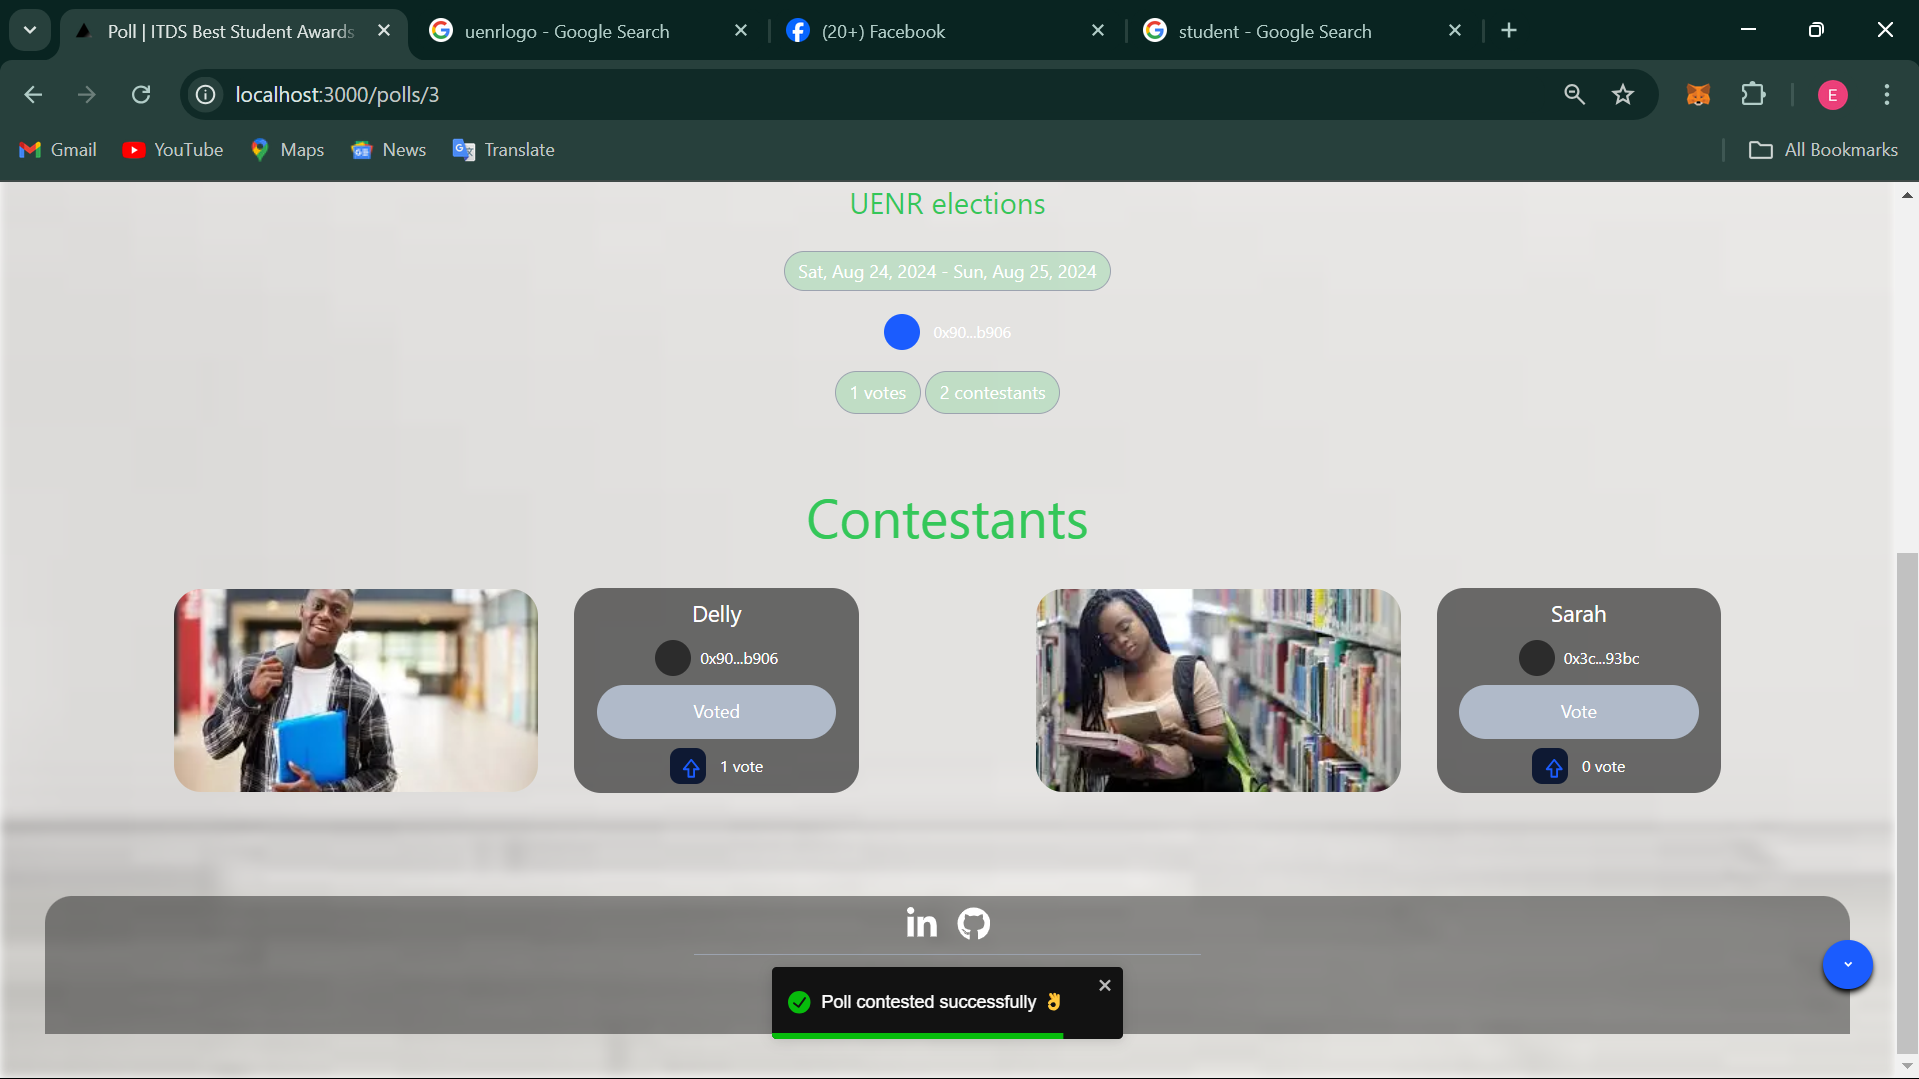 Poll | ITDS Best Student Awards
uenrlogo - Google Search
(20+) Facebook
student - Google Search
localhost:3000/polls/3
E
Gmail
YouTube
Maps
News
Translate
All Bookmarks
UENR elections
Sat, Aug 24, 2024 - Sun, Aug 25, 2024
0x90...b906
1 votes
2 contestants
Contestants
Delly
0x90...b906
Voted
1 vote
Sarah
0x3c...93bc
Vote
0 vote
in
Poll contested successfully 👌